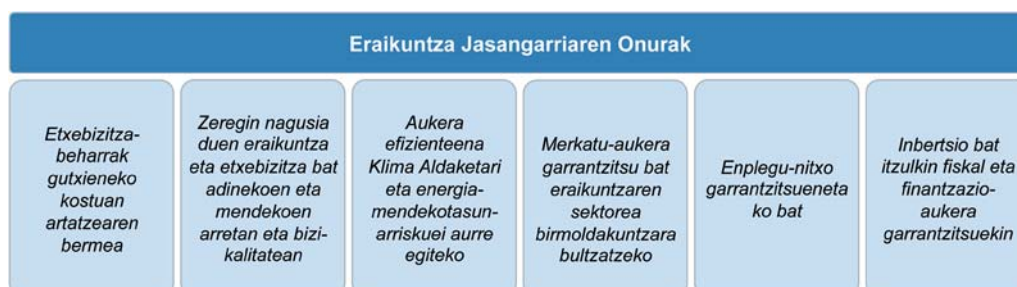 Eraikuntza Jasangarriaren Onurak
Etxebizitza-
beharrak
gutxieneko
kostuan
artatzearen
bermea
Zeregin nagusia
duen eraikuntza
eta etxebizitza bat
adinekoen eta
mendekoen
arretan eta bizi-
kalitatean
Aukera
efizienteena
Klima Aldaketari
eta energia-
mendekotasun-
arriskuei aurre
egiteko
Merkatu-aukera
garrantzitsu bat
eraikuntzaren
sektorea
birmoldakuntzara
bultzatzeko
Enplegu-nitxo
garrantzitsueneta
ko bat
Inbertsio bat
itzulkin fiskal eta
finantzazio-
aukera
garrantzitsuekin